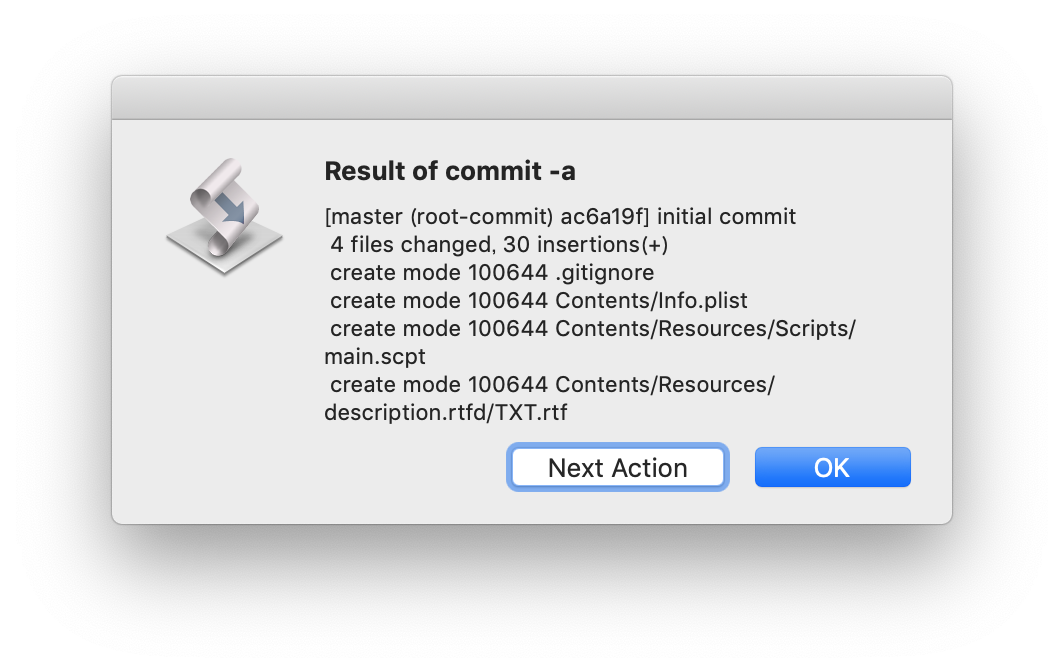 Result of commit -a
[master (root-commit) ac6a19f] initial commit
4 files changed, 30 insertions(+)
create mode 100644 .gitignore
create mode 100644 Contents/Info.plist
create mode 100644 Contents/Resources/Scripts/
main.scpt
create mode 100644 Contents/Resources/
description.rtfd/TXT.rtf
Next Action
OK